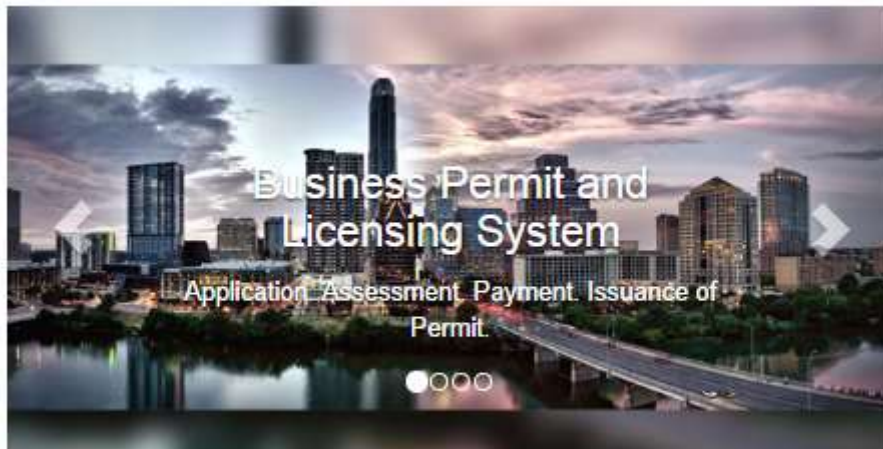 Business Permit and
Licensing System
Application. Assessment. Payment. Issuance of
Permit.